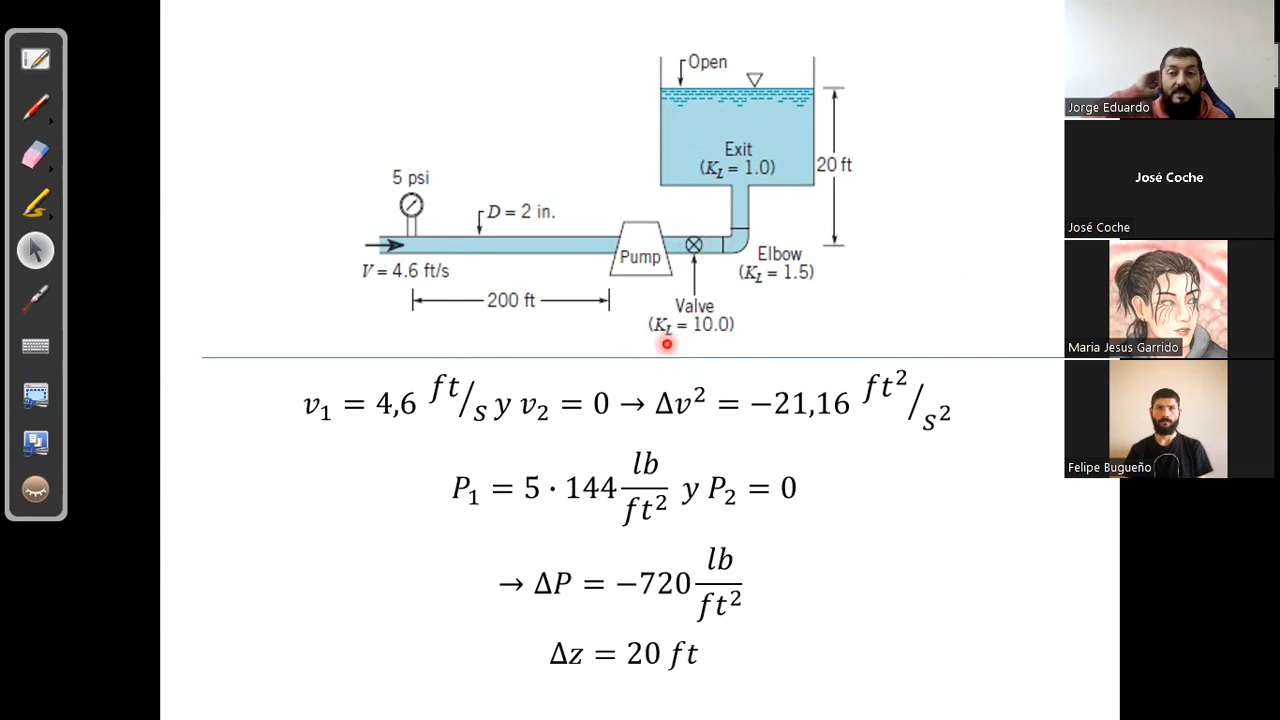 Open
Exit
(K_L = 1.0)
20 ft
5 psi
D = 2 in.
Pump
V = 4.6 ft/s
Elbow
(K_L = 1.5)
200 ft
Valve
(K_L = 10.0)
v₁ = 4,6 ft/s y v₂ = 0 → Δv² = −21,16 ft²/s²
P₁ = 5 · 144 lb/ft² y P₂ = 0
→ ΔP = −720 lb/ft²
Δz = 20 ft
Jorge Eduardo
José Coche
José Coche
Maria Jesus Garrido
Felipe Bugueño